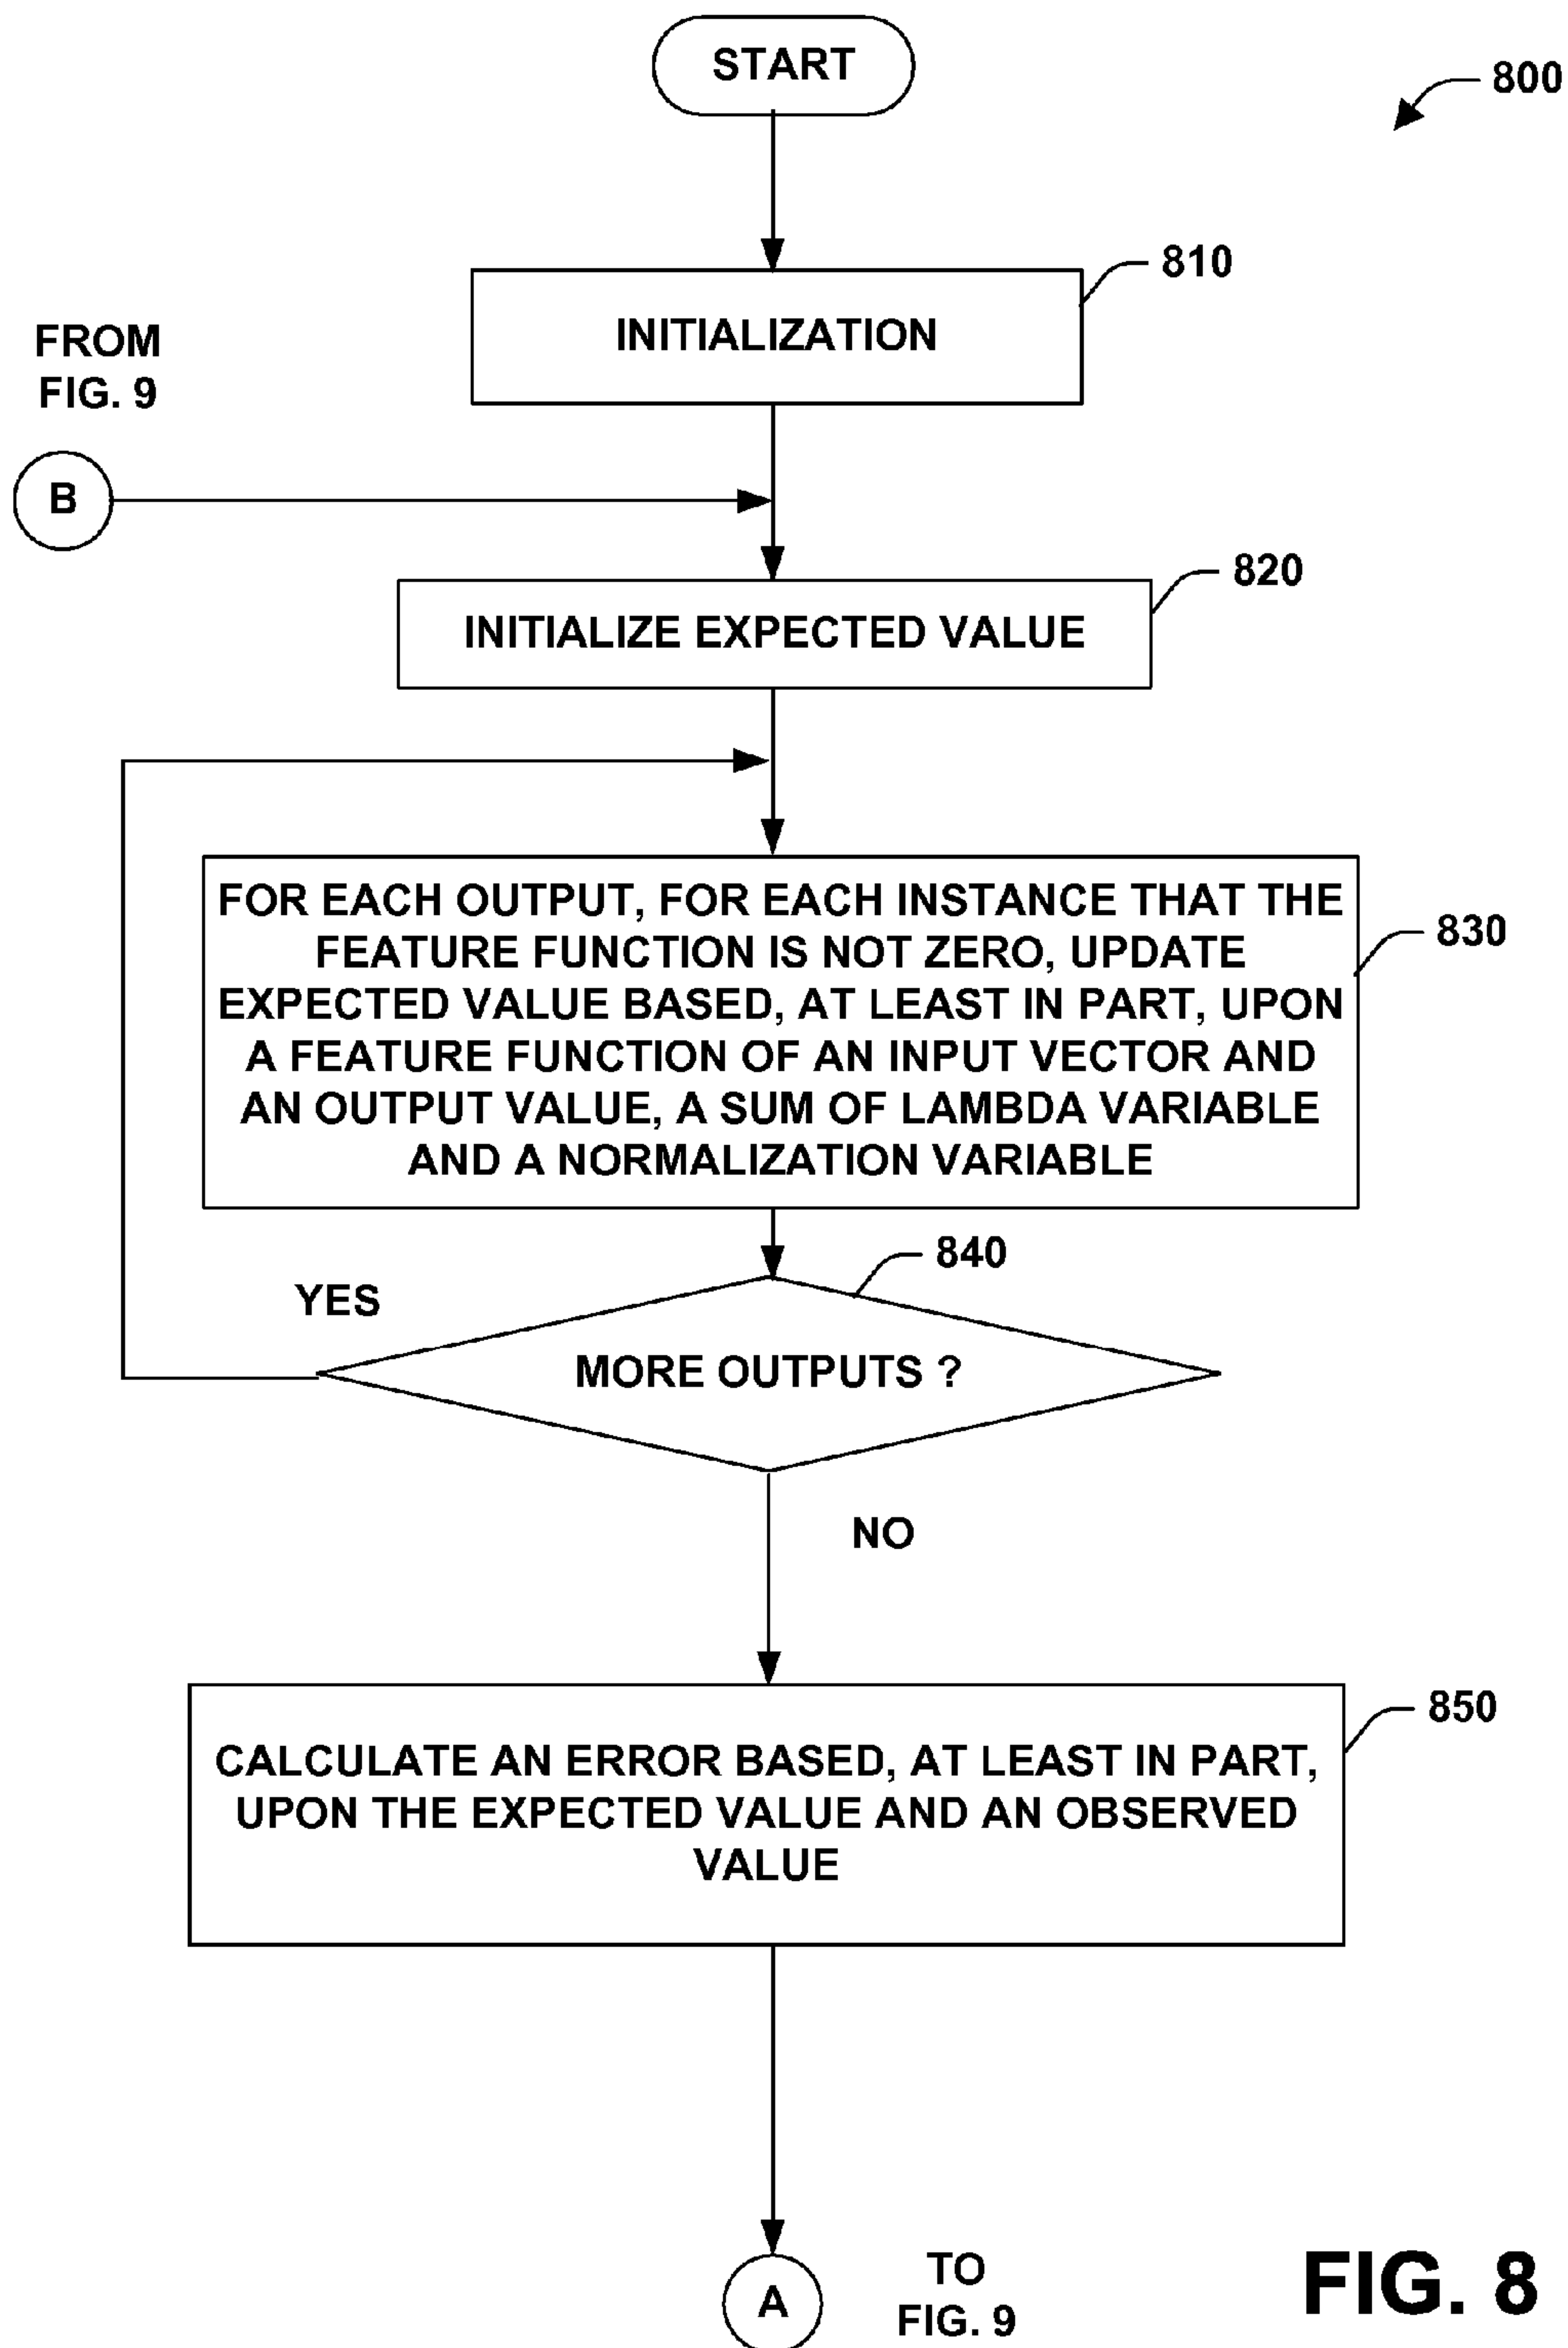 START
800
810
INITIALIZATION
FROM
FIG. 9
B
820
INITIALIZE EXPECTED VALUE
FOR EACH OUTPUT, FOR EACH INSTANCE THAT THE
FEATURE FUNCTION IS NOT ZERO, UPDATE
EXPECTED VALUE BASED, AT LEAST IN PART, UPON
A FEATURE FUNCTION OF AN INPUT VECTOR AND
AN OUTPUT VALUE, A SUM OF LAMBDA VARIABLE
AND A NORMALIZATION VARIABLE
830
840
YES
MORE OUTPUTS ?
NO
850
CALCULATE AN ERROR BASED, AT LEAST IN PART,
UPON THE EXPECTED VALUE AND AN OBSERVED
VALUE
A
TO
FIG. 9
FIG. 8